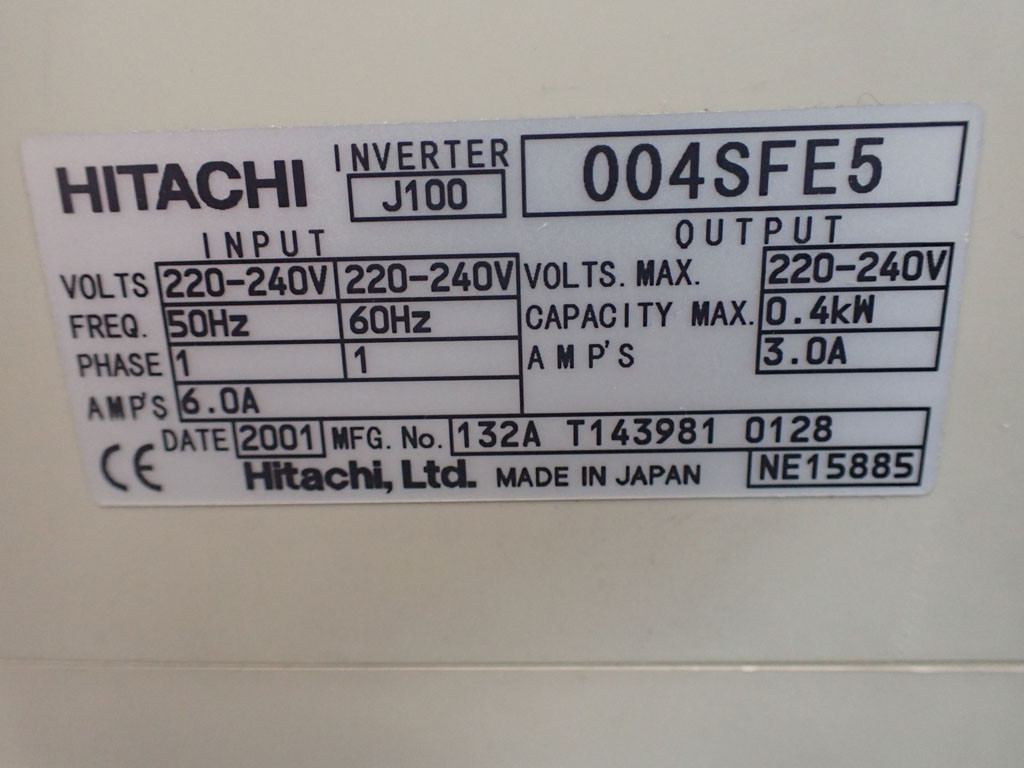 HITACHI INVERTER J100 004SFE5
INPUT OUTPUT
VOLTS 220-240V 220-240V VOLTS. MAX. 220-240V
FREQ. 50Hz 60Hz CAPACITY MAX. 0.4kW
PHASE 1 1 AMP'S 3.0A
AMP'S 6.0A
DATE 2001 MFG. No. 132A T143981 0128
CE Hitachi, Ltd. MADE IN JAPAN NE15885